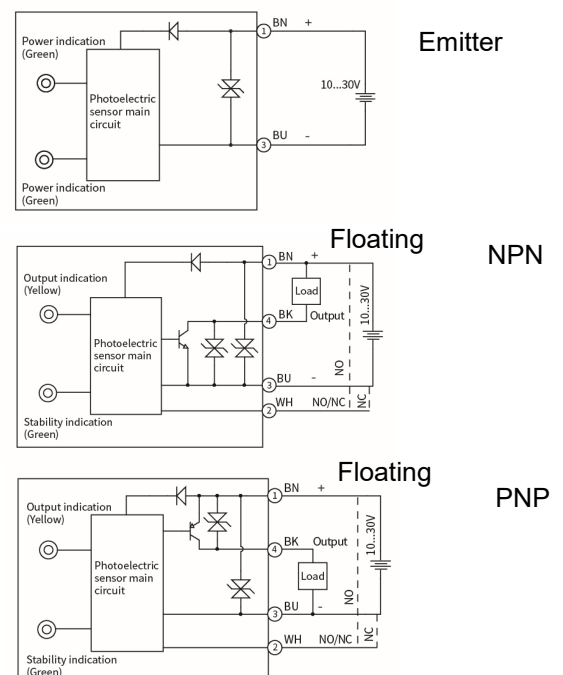 Power indication
(Green)
① BN +
Emitter
10...30V
Photoelectric
sensor main
circuit
③ BU -
Power indication
(Green)
Floating
NPN
① BN +
Output indication
(Yellow)
Load
10...30V
④ BK Output
Photoelectric
sensor main
circuit
NO
③ BU -
② WH NO/NC NC
Stability indication
(Green)
Floating
PNP
① BN +
Output indication
(Yellow)
10...30V
④ BK Output
Photoelectric
sensor main
circuit
Load
NO
③ BU -
② WH NO/NC NC
Stability indication
(Green)